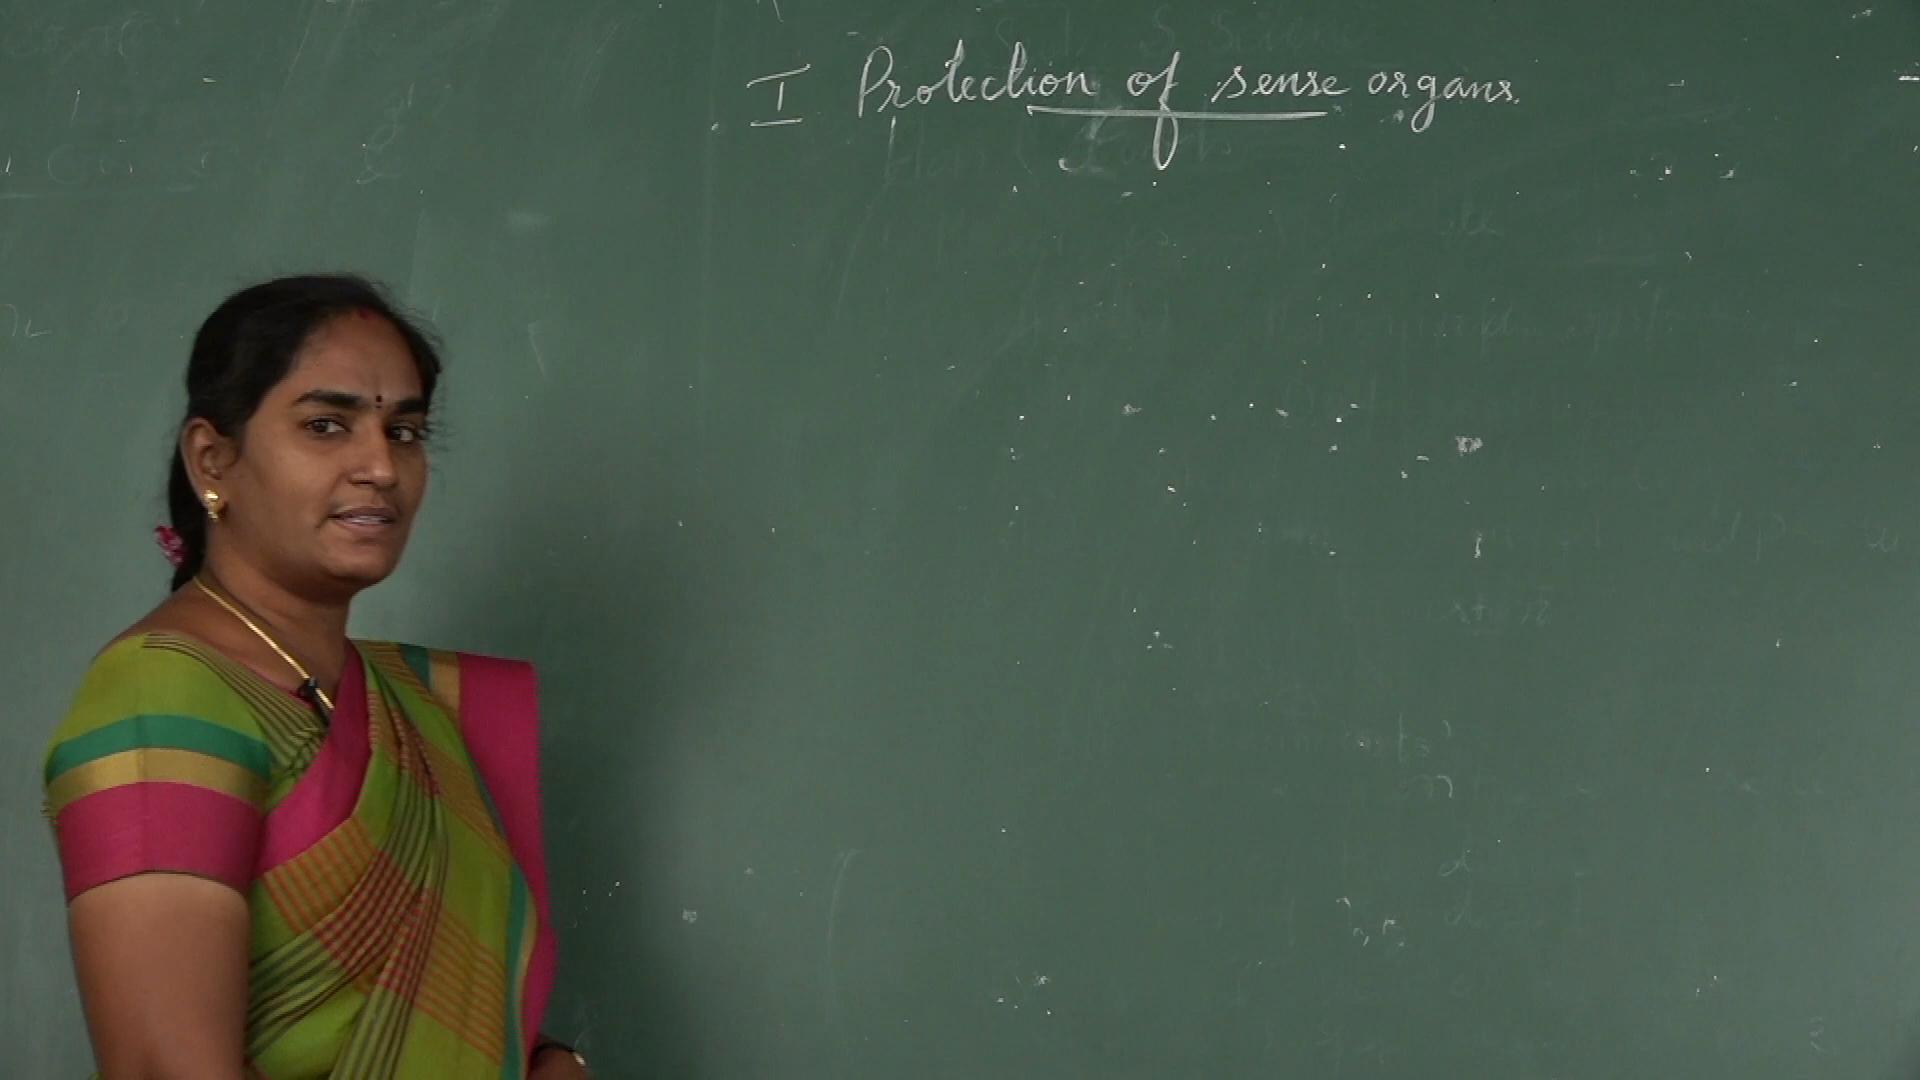 I Protection of sense organs.